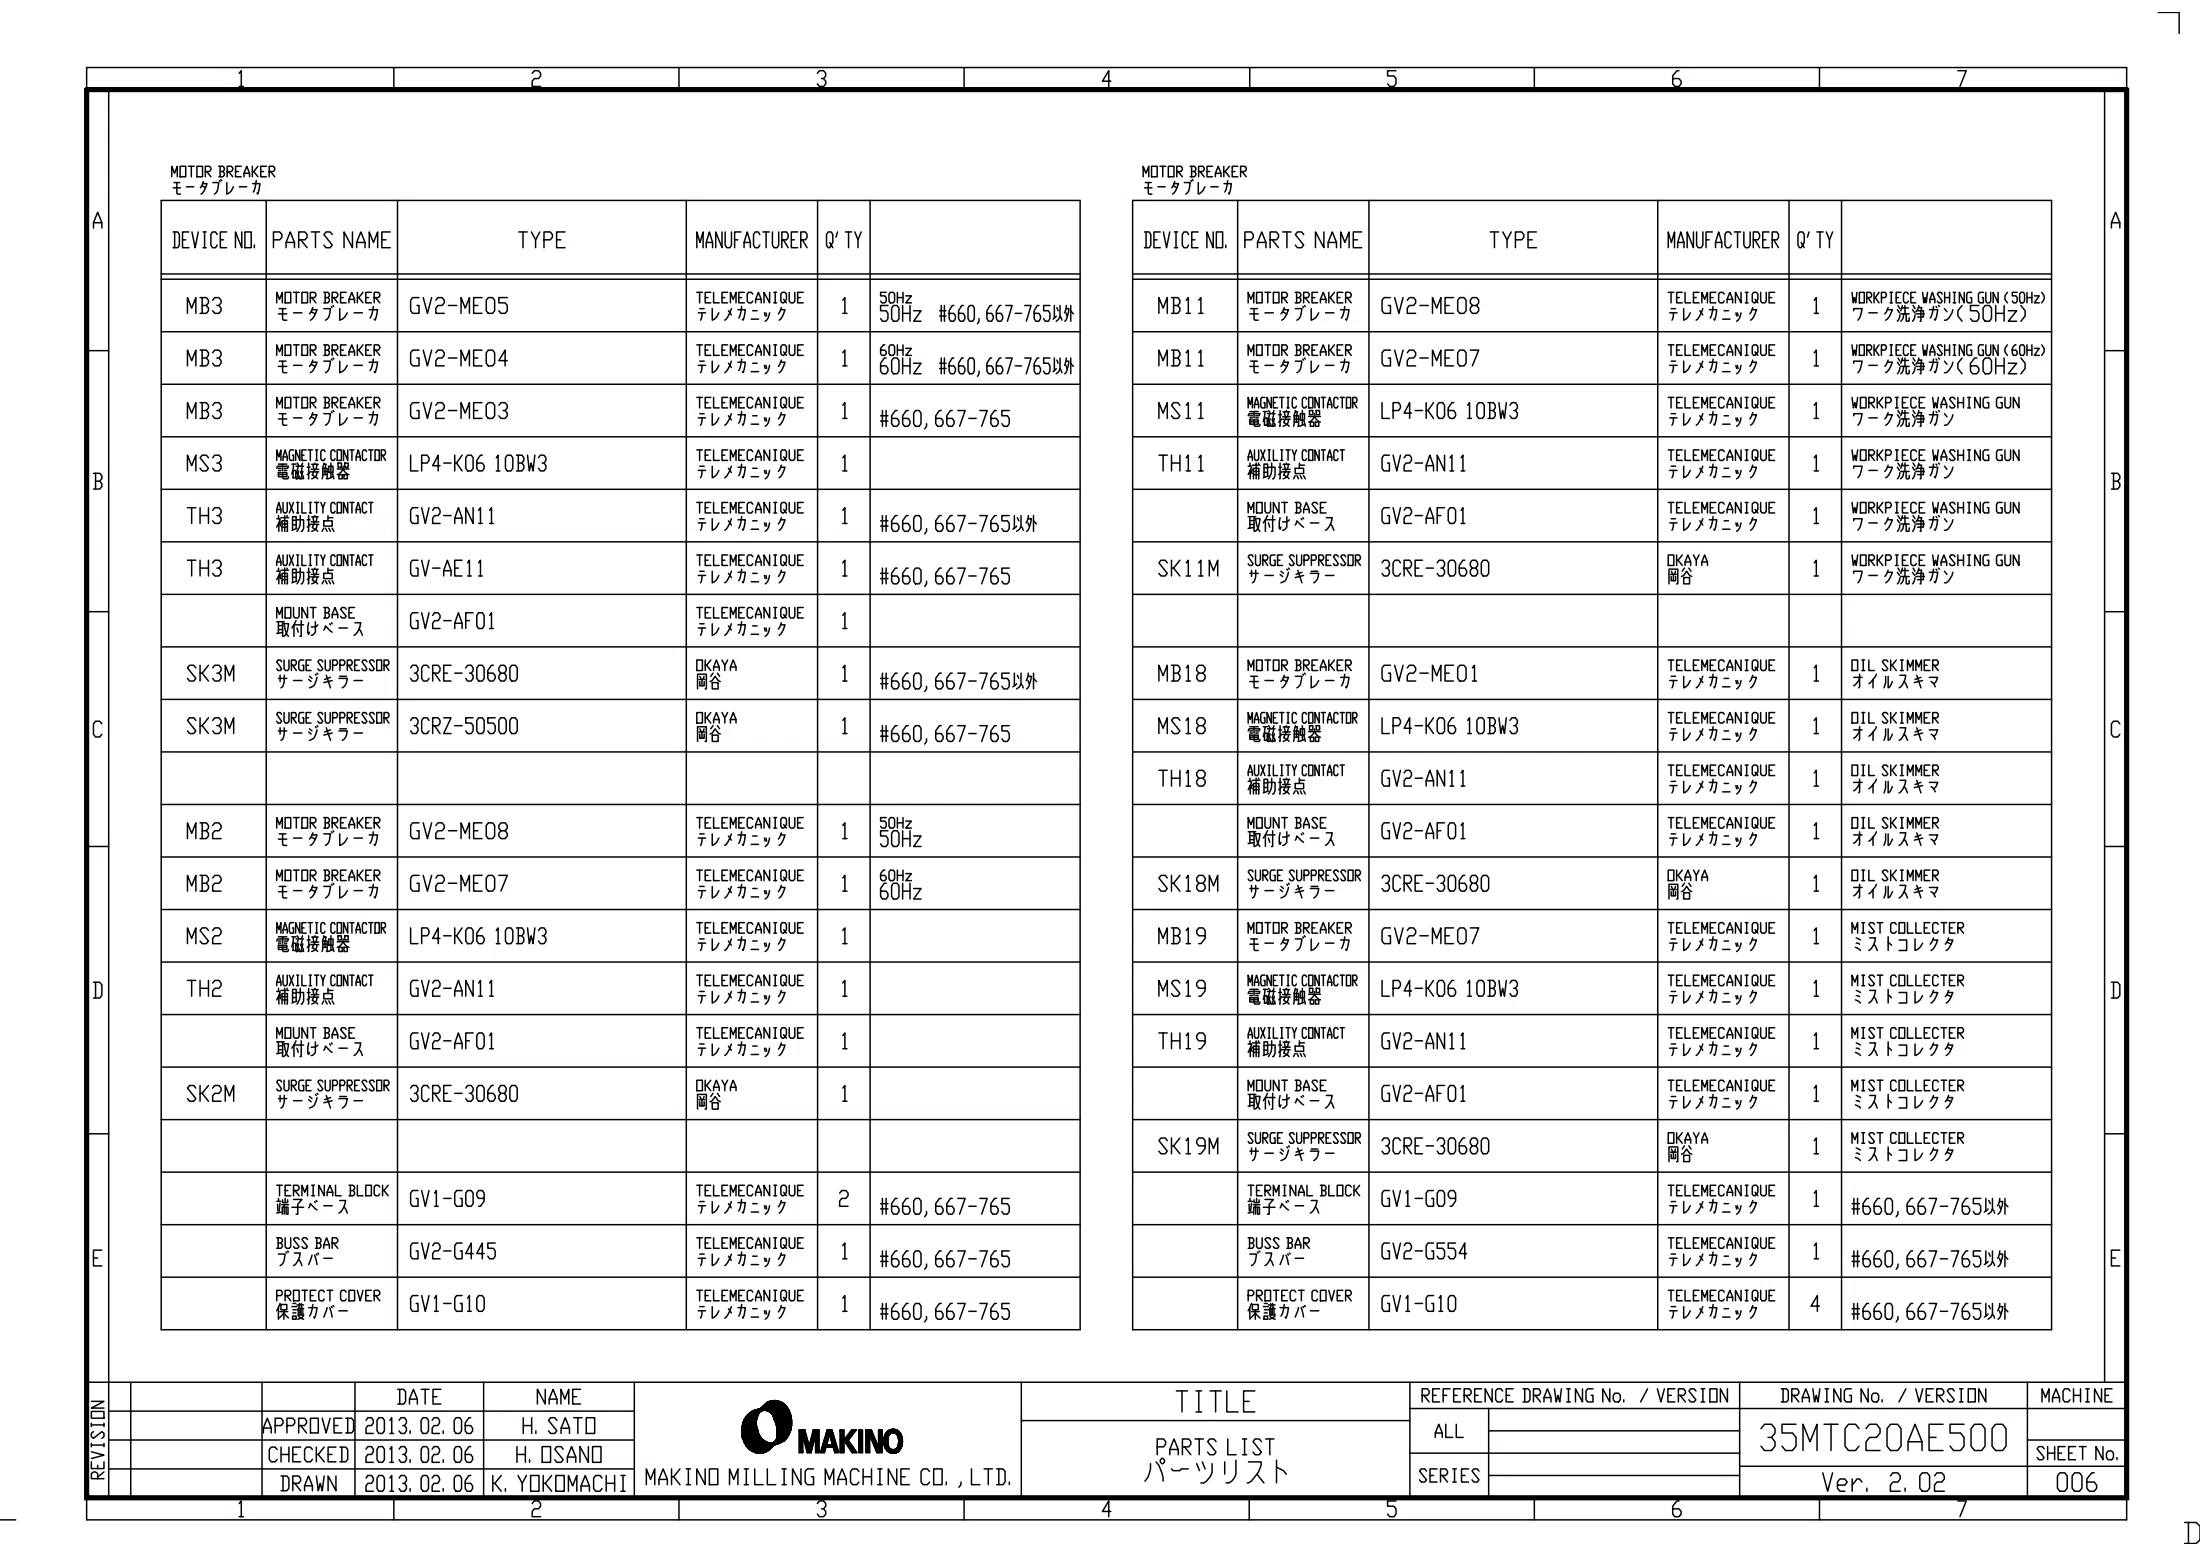 1 2 3 4 5 6 7
A
B
C
D
E
MOTOR BREAKER
モータブレーカ
DEVICE NO. PARTS NAME TYPE MANUFACTURER Q'TY
MB3 MOTOR BREAKER GV2-ME05 TELEMECANIQUE 1 50Hz
モータブレーカ テレメカニック 50Hz #660,667-765以外
MB3 MOTOR BREAKER GV2-ME04 TELEMECANIQUE 1 60Hz
モータブレーカ テレメカニック 60Hz #660,667-765以外
MB3 MOTOR BREAKER GV2-ME03 TELEMECANIQUE 1
モータブレーカ テレメカニック #660,667-765
MS3 MAGNETIC CONTACTOR LP4-K06 10BW3 TELEMECANIQUE 1
電磁接触器 テレメカニック
TH3 AUXILITY CONTACT GV2-AN11 TELEMECANIQUE 1
補助接点 テレメカニック #660,667-765以外
TH3 AUXILITY CONTACT GV-AE11 TELEMECANIQUE 1
補助接点 テレメカニック #660,667-765
MOUNT BASE GV2-AF01 TELEMECANIQUE 1
取付けベース テレメカニック
SK3M SURGE SUPPRESSOR 3CRE-30680 OKAYA 1
サージキラー 岡谷 #660,667-765以外
SK3M SURGE SUPPRESSOR 3CRZ-50500 OKAYA 1
サージキラー 岡谷 #660,667-765
MB2 MOTOR BREAKER GV2-ME08 TELEMECANIQUE 1 50Hz
モータブレーカ テレメカニック 50Hz
MB2 MOTOR BREAKER GV2-ME07 TELEMECANIQUE 1 60Hz
モータブレーカ テレメカニック 60Hz
MS2 MAGNETIC CONTACTOR LP4-K06 10BW3 TELEMECANIQUE 1
電磁接触器 テレメカニック
TH2 AUXILITY CONTACT GV2-AN11 TELEMECANIQUE 1
補助接点 テレメカニック
MOUNT BASE GV2-AF01 TELEMECANIQUE 1
取付けベース テレメカニック
SK2M SURGE SUPPRESSOR 3CRE-30680 OKAYA 1
サージキラー 岡谷
TERMINAL BLOCK GV1-G09 TELEMECANIQUE 2
端子ベース テレメカニック #660,667-765
BUSS BAR GV2-G445 TELEMECANIQUE 1
ブスバー テレメカニック #660,667-765
PROTECT COVER GV1-G10 TELEMECANIQUE 1
保護カバー テレメカニック #660,667-765
MOTOR BREAKER
モータブレーカ
DEVICE NO. PARTS NAME TYPE MANUFACTURER Q'TY
MB11 MOTOR BREAKER GV2-ME08 TELEMECANIQUE 1 WORKPIECE WASHING GUN (50Hz)
モータブレーカ テレメカニック ワーク洗浄ガン(50Hz)
MB11 MOTOR BREAKER GV2-ME07 TELEMECANIQUE 1 WORKPIECE WASHING GUN (60Hz)
モータブレーカ テレメカニック ワーク洗浄ガン(60Hz)
MS11 MAGNETIC CONTACTOR LP4-K06 10BW3 TELEMECANIQUE 1 WORKPIECE WASHING GUN
電磁接触器 テレメカニック ワーク洗浄ガン
TH11 AUXILITY CONTACT GV2-AN11 TELEMECANIQUE 1 WORKPIECE WASHING GUN
補助接点 テレメカニック ワーク洗浄ガン
MOUNT BASE GV2-AF01 TELEMECANIQUE 1 WORKPIECE WASHING GUN
取付けベース テレメカニック ワーク洗浄ガン
SK11M SURGE SUPPRESSOR 3CRE-30680 OKAYA 1 WORKPIECE WASHING GUN
サージキラー 岡谷 ワーク洗浄ガン
MB18 MOTOR BREAKER GV2-ME01 TELEMECANIQUE 1 OIL SKIMMER
モータブレーカ テレメカニック オイルスキマ
MS18 MAGNETIC CONTACTOR LP4-K06 10BW3 TELEMECANIQUE 1 OIL SKIMMER
電磁接触器 テレメカニック オイルスキマ
TH18 AUXILITY CONTACT GV2-AN11 TELEMECANIQUE 1 OIL SKIMMER
補助接点 テレメカニック オイルスキマ
MOUNT BASE GV2-AF01 TELEMECANIQUE 1 OIL SKIMMER
取付けベース テレメカニック オイルスキマ
SK18M SURGE SUPPRESSOR 3CRE-30680 OKAYA 1 OIL SKIMMER
サージキラー 岡谷 オイルスキマ
MB19 MOTOR BREAKER GV2-ME07 TELEMECANIQUE 1 MIST COLLECTER
モータブレーカ テレメカニック ミストコレクタ
MS19 MAGNETIC CONTACTOR LP4-K06 10BW3 TELEMECANIQUE 1 MIST COLLECTER
電磁接触器 テレメカニック ミストコレクタ
TH19 AUXILITY CONTACT GV2-AN11 TELEMECANIQUE 1 MIST COLLECTER
補助接点 テレメカニック ミストコレクタ
MOUNT BASE GV2-AF01 TELEMECANIQUE 1 MIST COLLECTER
取付けベース テレメカニック ミストコレクタ
SK19M SURGE SUPPRESSOR 3CRE-30680 OKAYA 1 MIST COLLECTER
サージキラー 岡谷 ミストコレクタ
TERMINAL BLOCK GV1-G09 TELEMECANIQUE 1
端子ベース テレメカニック #660,667-765以外
BUSS BAR GV2-G554 TELEMECANIQUE 1
ブスバー テレメカニック #660,667-765以外
PROTECT COVER GV1-G10 TELEMECANIQUE 4
保護カバー テレメカニック #660,667-765以外
A
B
C
D
E
REVISION
DATE NAME
APPROVED 2013.02.06 H. SATO
CHECKED 2013.02.06 H. OSANO
DRAWN 2013.02.06 K. YOKOMACHI
MAKINO
MAKINO MILLING MACHINE CO.,LTD.
TITLE
PARTS LIST
パーツリスト
REFERENCE DRAWING No. / VERSION
ALL
SERIES
DRAWING No. / VERSION
35MTC20AE500
Ver. 2.02
MACHINE
SHEET No.
006
1 2 3 4 5 6 7
D